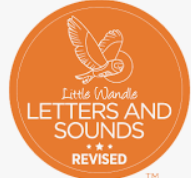 Little Wandle
LETTERS AND
SOUNDS
REVISED
TM